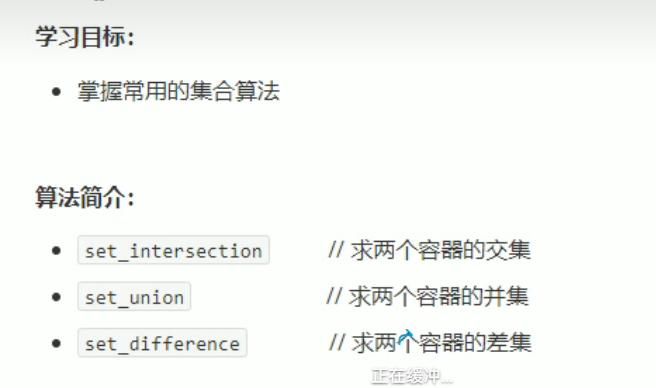 学习目标：
掌握常用的集合算法
算法简介：
set_intersection // 求两个容器的交集
set_union // 求两个容器的并集
set_difference // 求两个容器的差集
正在缓冲...